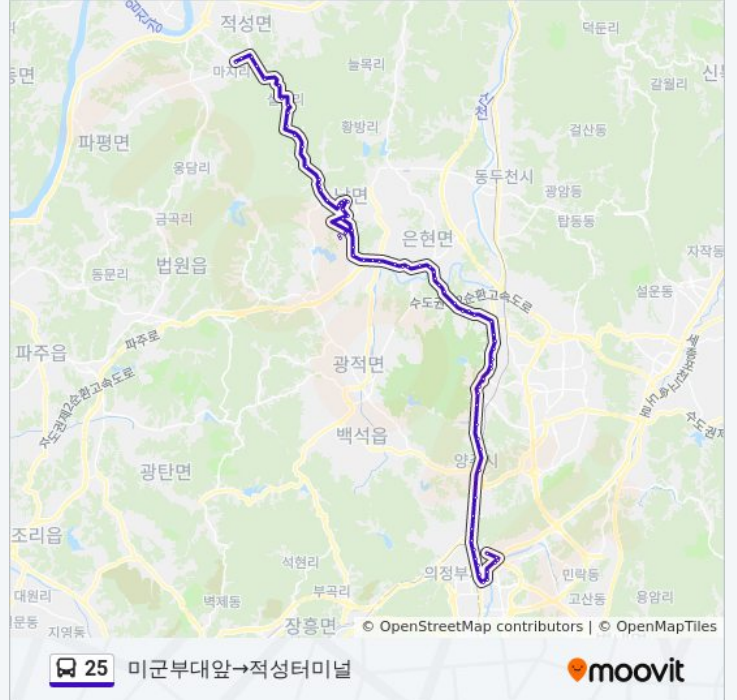 적성면
덕둔리
마지리
눌목리
갈월리
신천
황방리
걸산동
파평면
웅담리
동두천시
남면
광암동
탑동동
금곡리
은현면
자작동
법원읍
동문리
설운동
수도권제2순환고속도로
파주로
파주읍
광적면
수도권제2순환고속도로
백석읍
양주시
광탄면
조리읍
석현리
의정부
민락동
대원리
부곡리
벽제동
고산동
용암리
장흥면
지영동
© OpenStreetMap contributors | © OpenMapTiles
25 미군부대앞→적성터미널
moovit